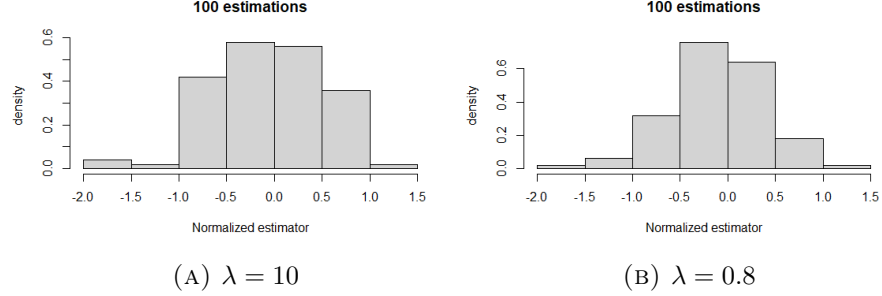 100 estimations
density
0.0
0.2
0.4
0.6
-2.0 -1.5 -1.0 -0.5 0.0 0.5 1.0 1.5
Normalized estimator
(A) λ = 10
100 estimations
density
0.0
0.2
0.4
0.6
-2.0 -1.5 -1.0 -0.5 0.0 0.5 1.0 1.5
Normalized estimator
(B) λ = 0.8